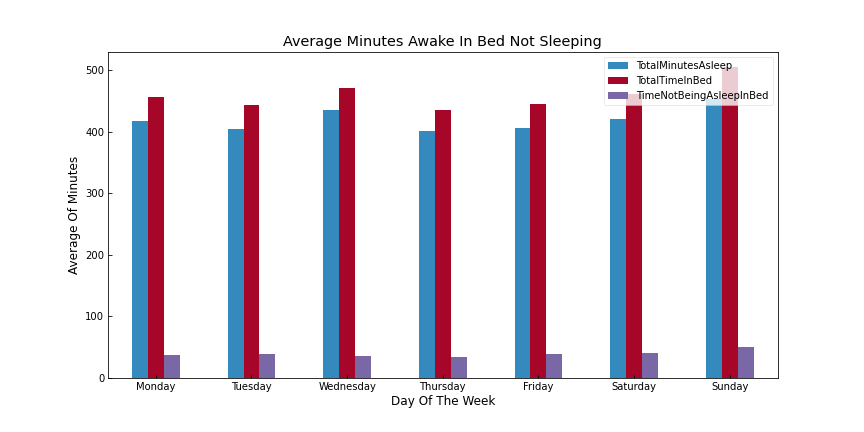 Average Minutes Awake In Bed Not Sleeping
TotalMinutesAsleep
TotalTimeInBed
TimeNotBeingAsleepInBed
Average Of Minutes
500
400
300
200
100
0
Monday Tuesday Wednesday Thursday Friday Saturday Sunday
Day Of The Week